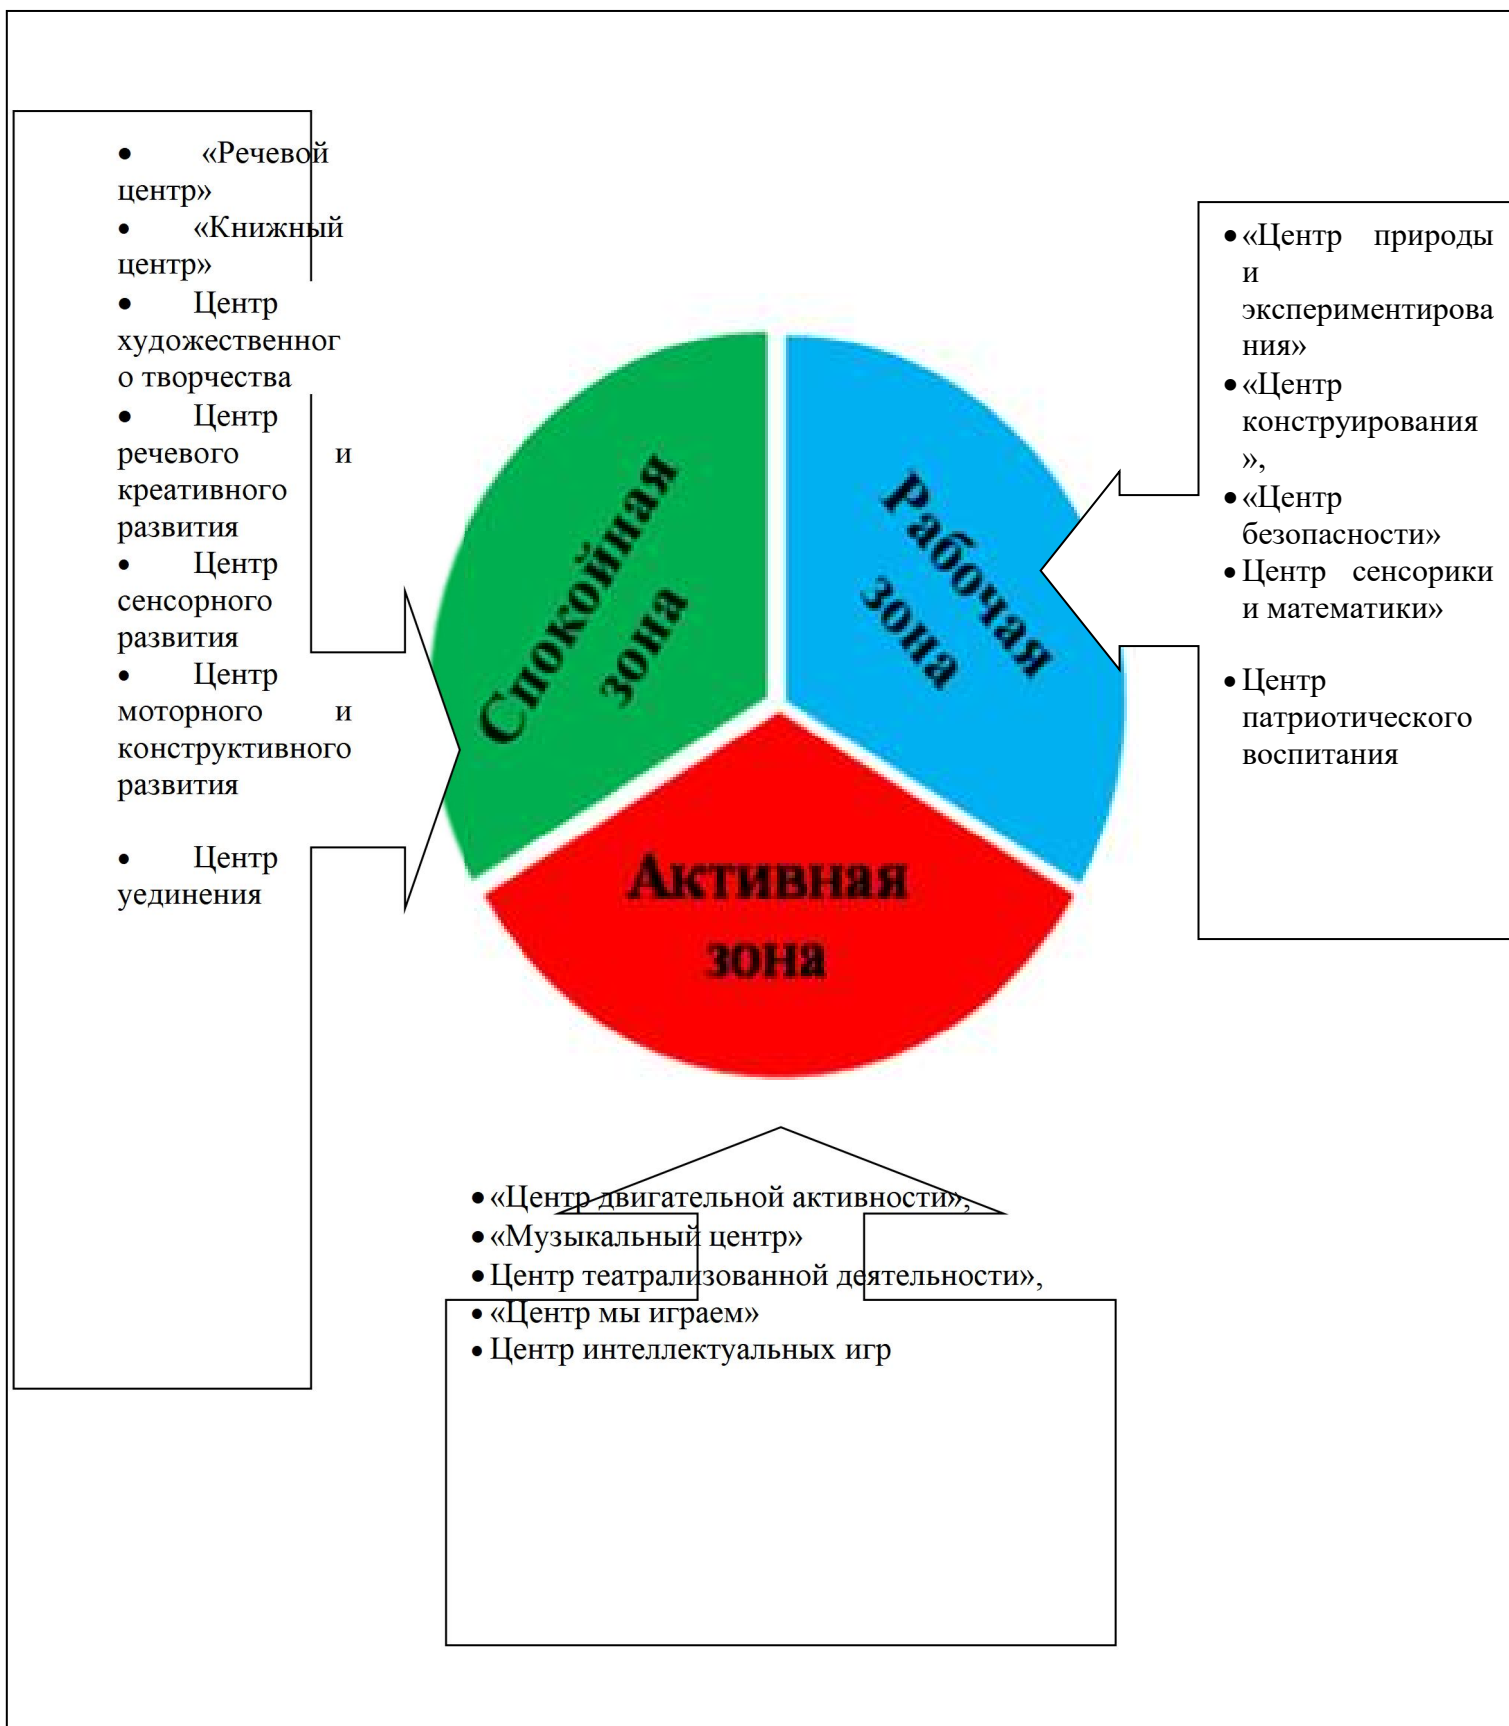 • «Речевой
центр»
• «Книжный
центр»
• Центр
художественног
о творчества
• Центр
речевого и
креативного
развития
• Центр
сенсорного
развития
• Центр
моторного и
конструктивного
развития
• Центр
уединения
Спокойная
зона
Рабочая
зона
Активная
зона
• «Центр природы
и
экспериментирова
ния»
• «Центр
конструирования
»,
• «Центр
безопасности»
• Центр сенсорики
и математики»
• Центр
патриотического
воспитания
• «Центр двигательной активности»,
• «Музыкальный центр»
• Центр театрализованной деятельности»,
• «Центр мы играем»
• Центр интеллектуальных игр